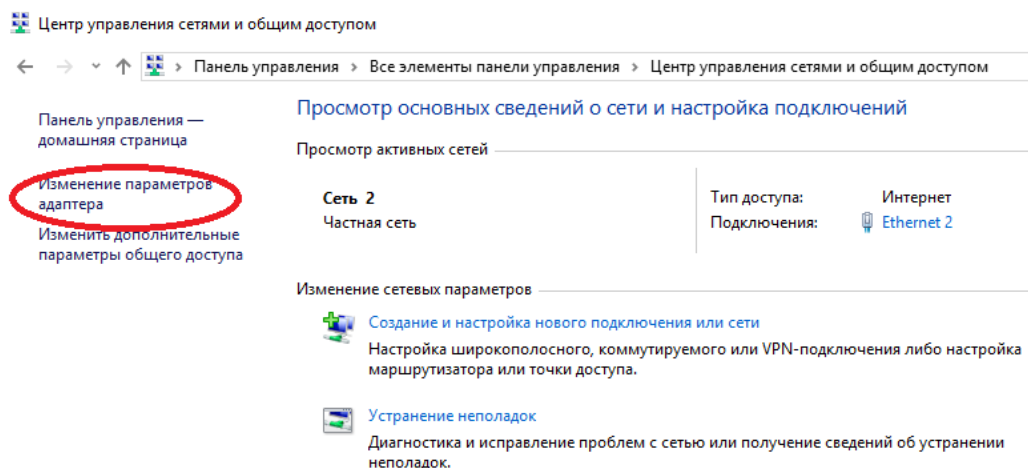 Центр управления сетями и общим доступом
Панель управления › Все элементы панели управления › Центр управления сетями и общим доступом
Панель управления —
домашняя страница
Изменение параметров
адаптера
Изменить дополнительные
параметры общего доступа
Просмотр основных сведений о сети и настройка подключений
Просмотр активных сетей
Сеть 2
Частная сеть
Тип доступа: Интернет
Подключения: Ethernet 2
Изменение сетевых параметров
Создание и настройка нового подключения или сети
Настройка широкополосного, коммутируемого или VPN-подключения либо настройка
маршрутизатора или точки доступа.
Устранение неполадок
Диагностика и исправление проблем с сетью или получение сведений об устранении
неполадок.